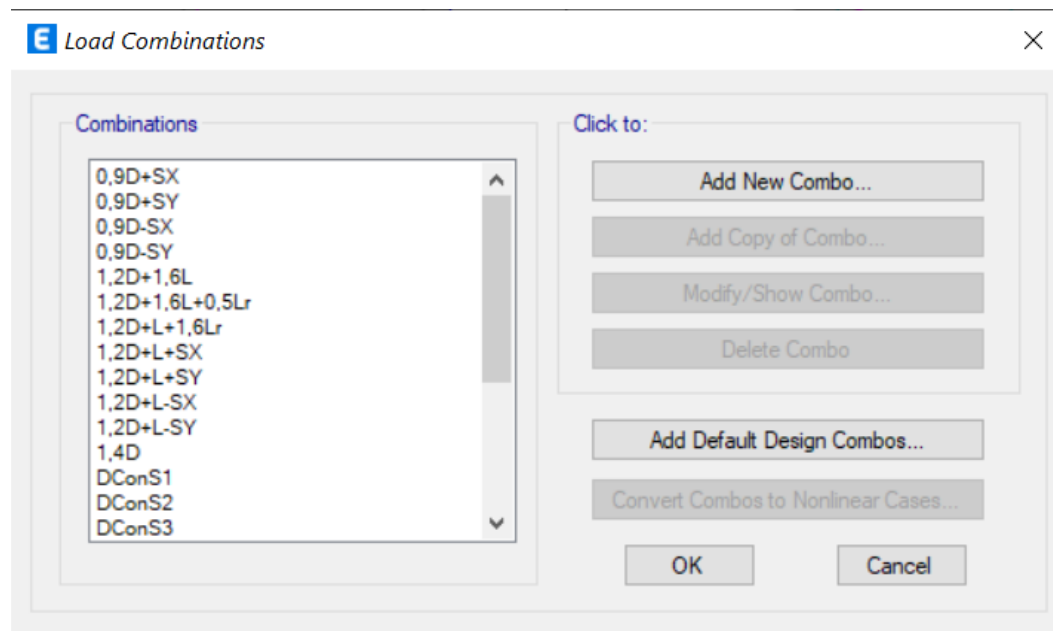 E Load Combinations
Combinations
0,9D+SX
0,9D+SY
0,9D-SX
0,9D-SY
1,2D+1,6L
1,2D+1,6L+0,5Lr
1,2D+L+1,6Lr
1,2D+L+SX
1,2D+L+SY
1,2D+L-SX
1,2D+L-SY
1,4D
DConS1
DConS2
DConS3
Click to:
Add New Combo...
Add Copy of Combo...
Modify/Show Combo...
Delete Combo
Add Default Design Combos...
Convert Combos to Nonlinear Cases...
OK
Cancel